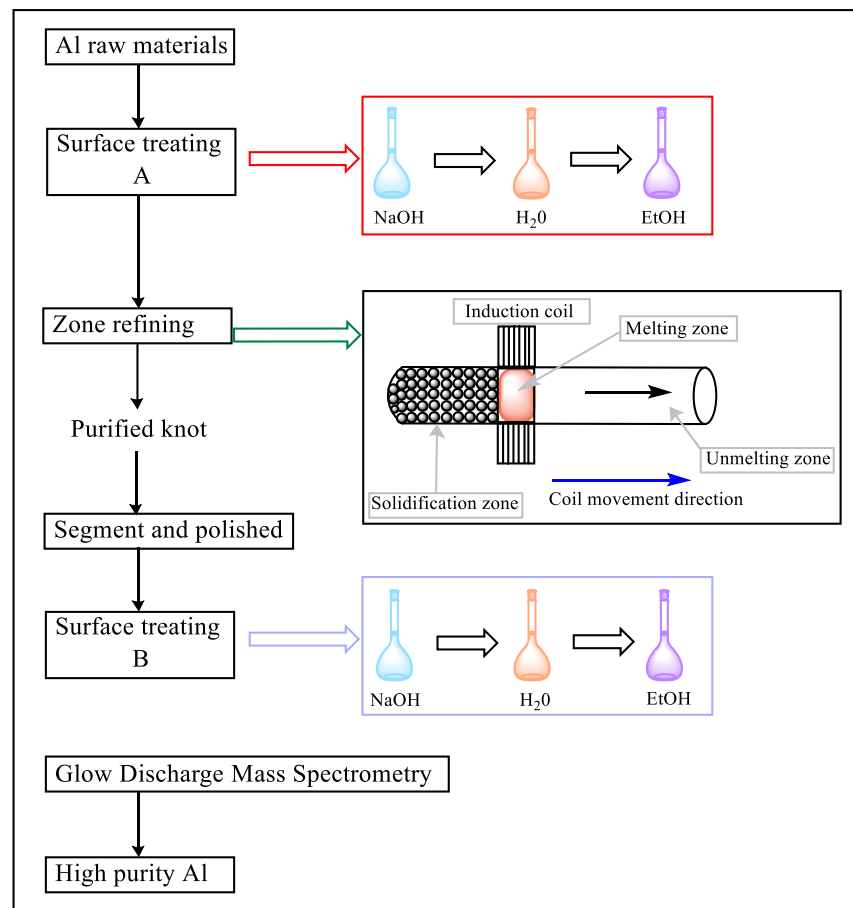 Al raw materials
Surface treating
A
NaOH
H₂0
EtOH
Zone refining
Induction coil
Melting zone
Unmelting zone
Solidification zone
Coil movement direction
Purified knot
Segment and polished
Surface treating
B
NaOH
H₂0
EtOH
Glow Discharge Mass Spectrometry
High purity Al